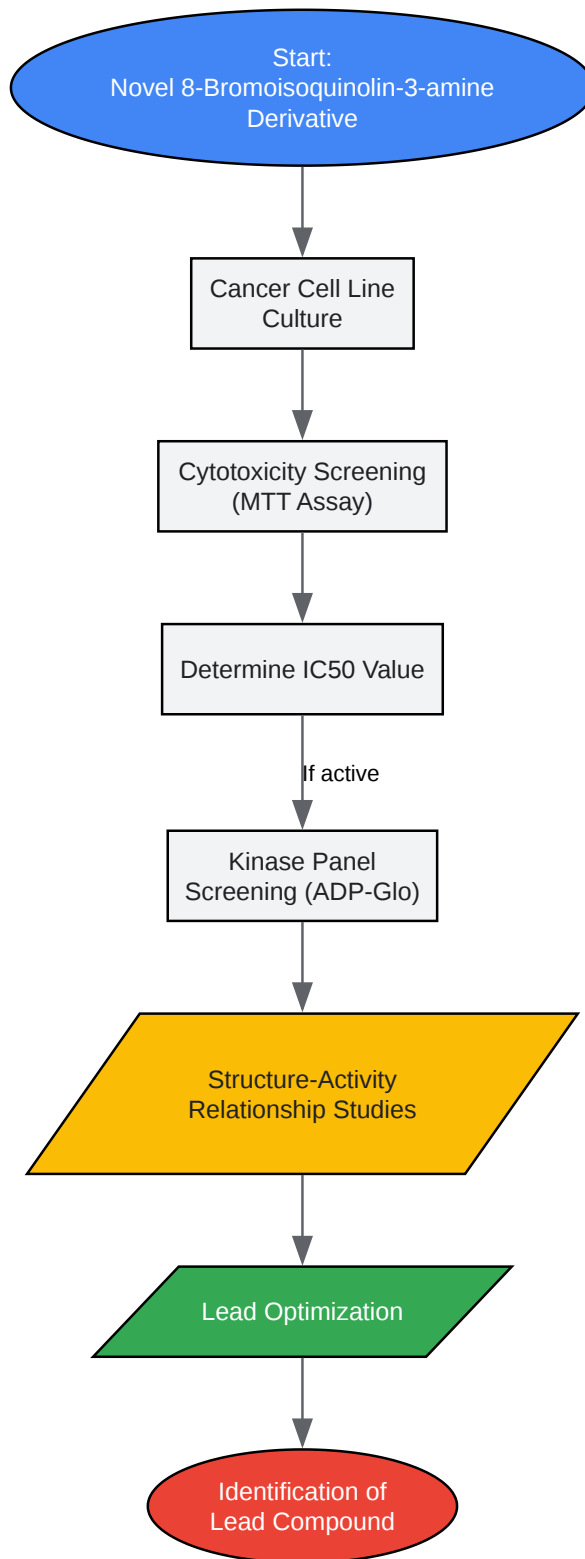 Start:
Novel 8-Bromoisoquinolin-3-amine
Derivative
Cancer Cell Line
Culture
Cytotoxicity Screening
(MTT Assay)
Determine IC50 Value
If active
Kinase Panel
Screening (ADP-Glo)
Structure-Activity
Relationship Studies
Lead Optimization
Identification of
Lead Compound